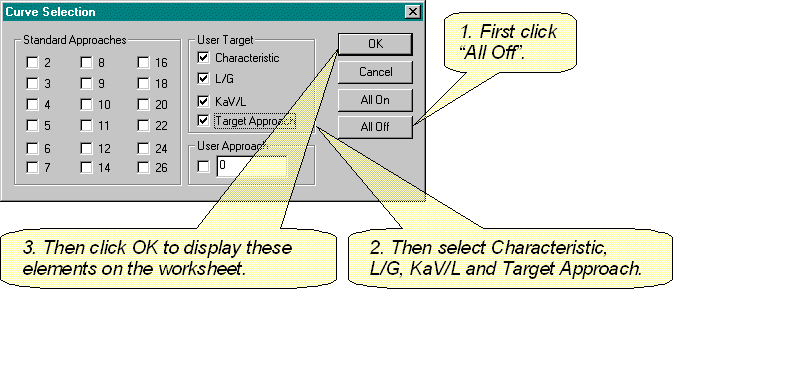 Curve Selection
Standard Approaches
2 8 16
3 9 18
4 10 20
5 11 22
6 12 24
7 14 26
User Target
Characteristic
L/G
KaV/L
Target Approach
User Approach
0
OK
Cancel
All On
All Off
1. First click
“All Off”.
2. Then select Characteristic,
L/G, KaV/L and Target Approach.
3. Then click OK to display these
elements on the worksheet.